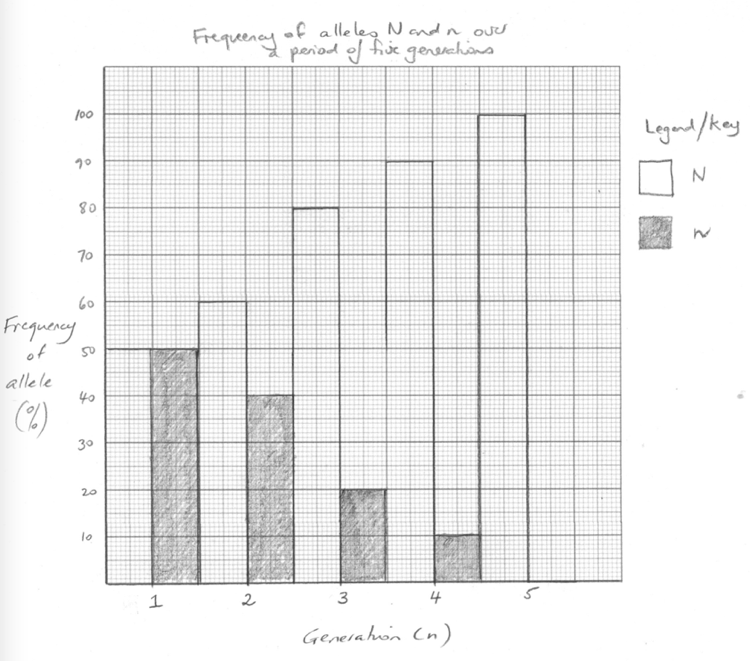 Frequency of alleles N and n over
a period of five generations
100
90
80
70
60
50
40
30
20
10
Frequency
of
allele
(%)
1 2 3 4 5
Generation (n)
Legend/key
N
n